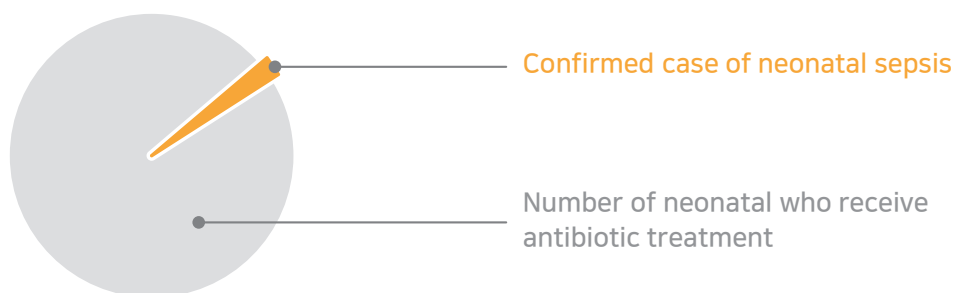 Confirmed case of neonatal sepsis
Number of neonatal who receive
antibiotic treatment